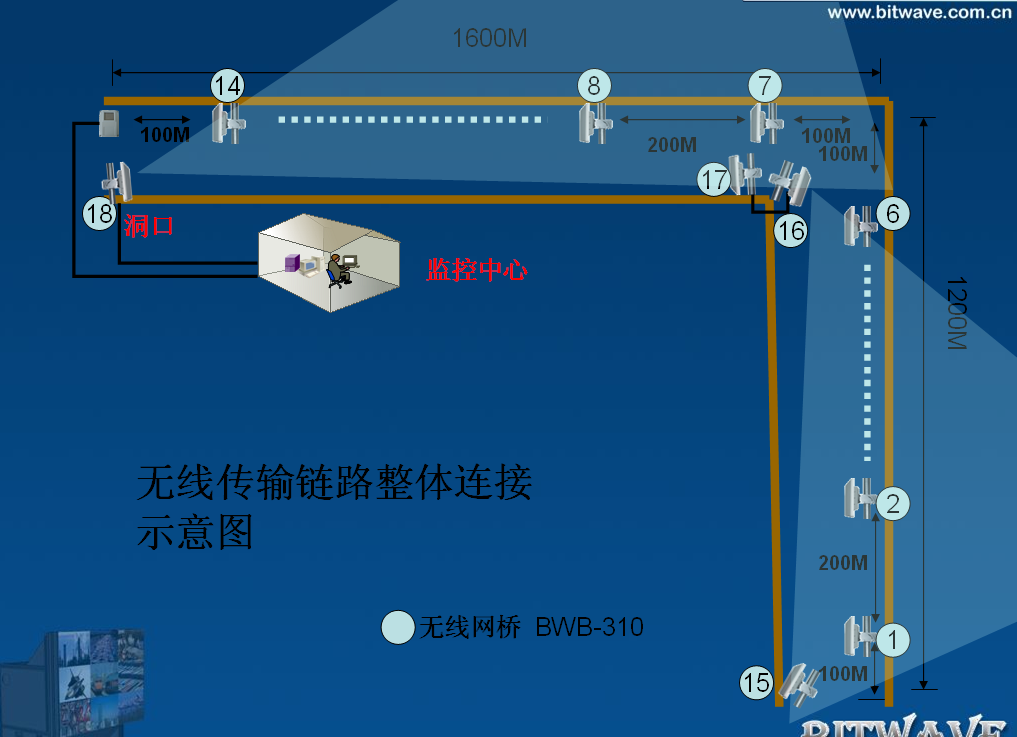 www.bitwave.com.cn
1600M
14
8
7
100M
200M
100M
100M
17
18
洞口
16
6
监控中心
1200M
无线传输链路整体连接
示意图
2
200M
无线网桥 BWB-310
1
100M
15
BITWAVE